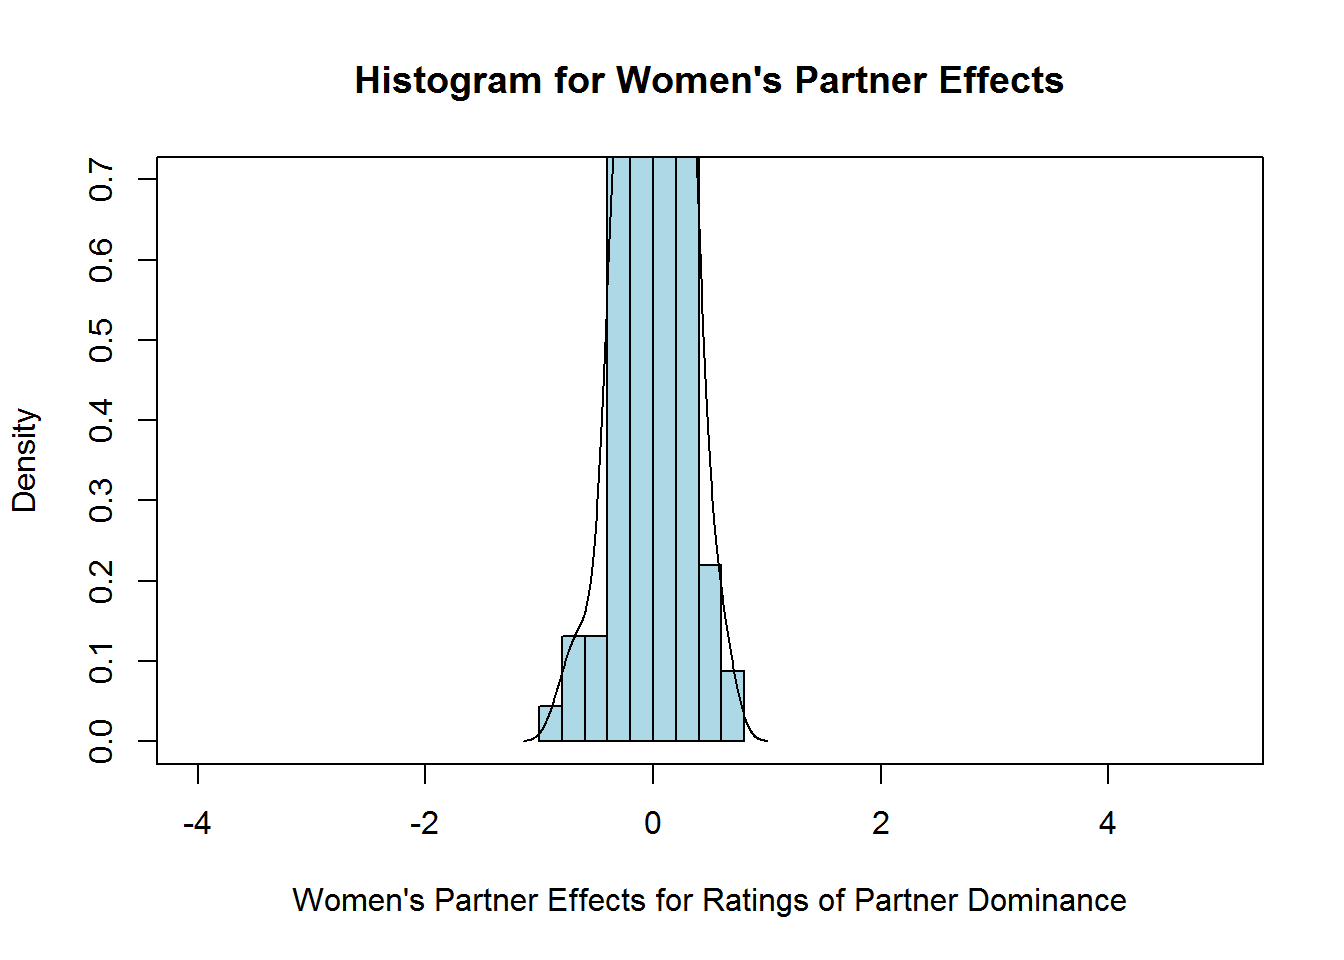 Histogram for Women's Partner Effects
0.7
0.6
0.5
0.4
0.3
0.2
0.1
0.0
Density
-4 -2 0 2 4
Women's Partner Effects for Ratings of Partner Dominance